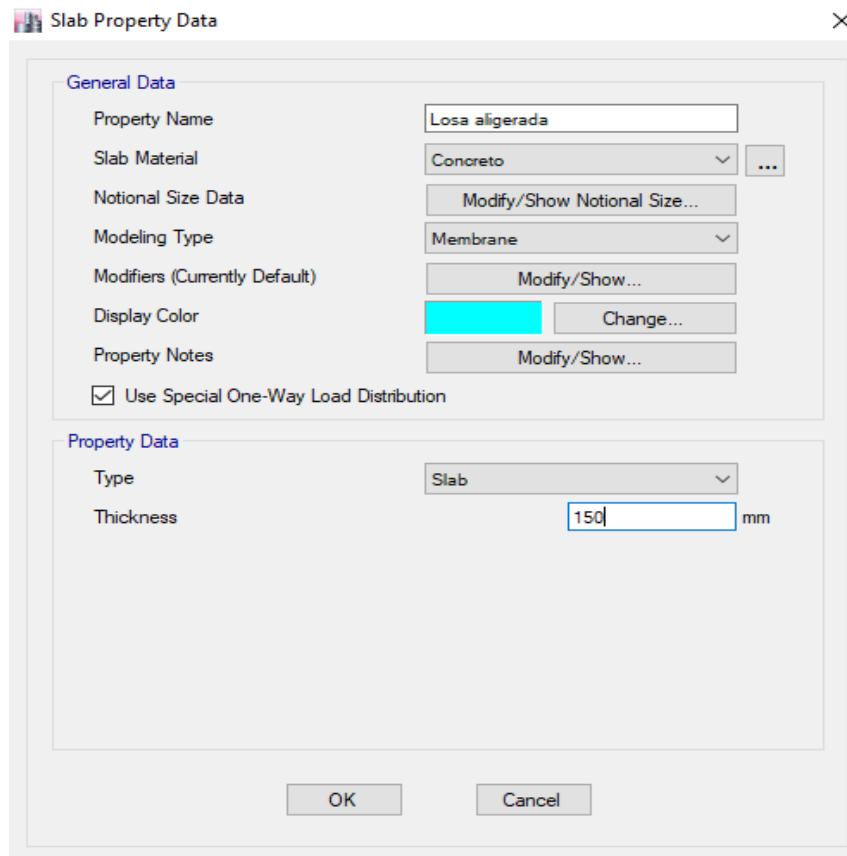 Slab Property Data
General Data
Property Name Losa aligerada
Slab Material Concreto ...
Notional Size Data Modify/Show Notional Size...
Modeling Type Membrane
Modifiers (Currently Default) Modify/Show...
Display Color Change...
Property Notes Modify/Show...
Use Special One-Way Load Distribution
Property Data
Type Slab
Thickness 150 mm
OK Cancel